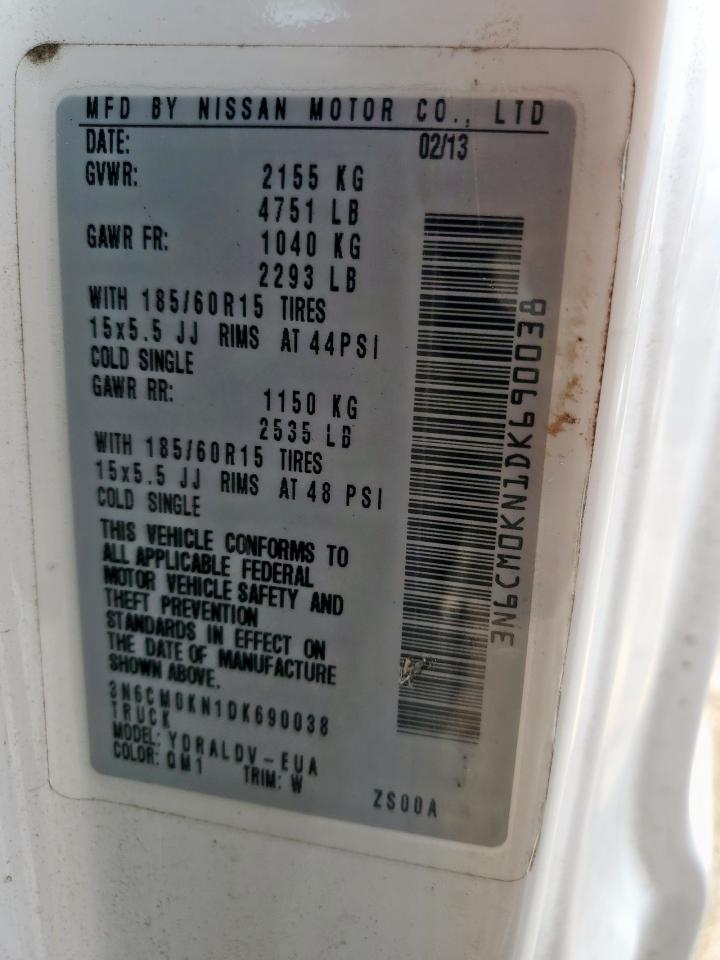 MFD BY NISSAN MOTOR CO., LTD
DATE: 02/13
GVWR: 2155 KG
4751 LB
GAWR FR: 1040 KG
2293 LB
WITH 185/60R15 TIRES
15x5.5 JJ RIMS AT 44PSI
COLD SINGLE
GAWR RR: 1150 KG
2535 LB
WITH 185/60R15 TIRES
15x5.5 JJ RIMS AT 48 PSI
COLD SINGLE
THIS VEHICLE CONFORMS TO
ALL APPLICABLE FEDERAL
MOTOR VEHICLE SAFETY AND
THEFT PREVENTION
STANDARDS IN EFFECT ON
THE DATE OF MANUFACTURE
SHOWN ABOVE.
3N6CM0KN1DK690038
TRUCK
MODEL: YDRALDV-EUA
COLOR: QM1 TRIM: W
ZS00A
3N6CM0KN1DK690038